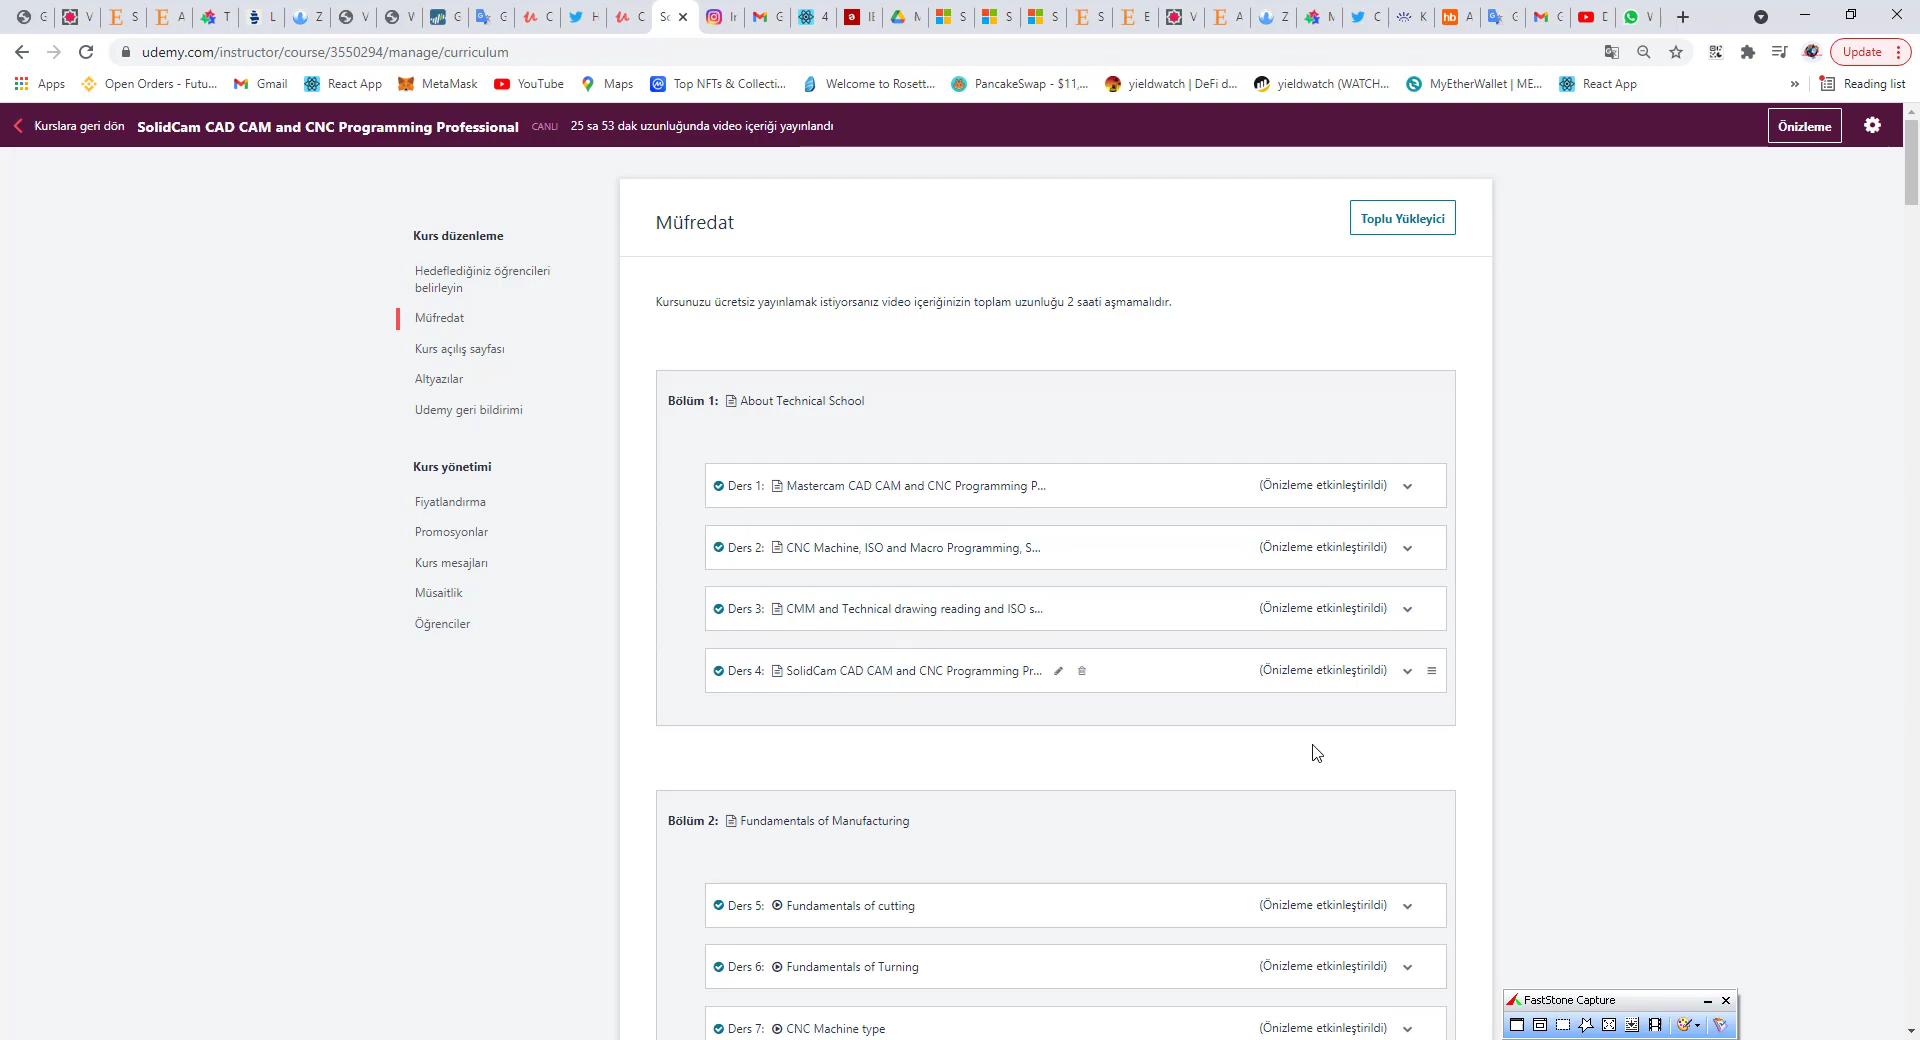 udemy.com/instructor/course/3550294/manage/curriculum
Update
Apps
Open Orders - Futu...
Gmail
React App
MetaMask
YouTube
Maps
Top NFTs & Collecti...
Welcome to Rosett...
PancakeSwap - $11,...
yieldwatch | DeFi d...
yieldwatch (WATCH...
MyEtherWallet | ME...
React App
»
Reading list
Kurslara geri dön
SolidCam CAD CAM and CNC Programming Professional
CANLI
25 sa 53 dak uzunluğunda video içeriği yayınlandı
Önizleme
Kurs düzenleme
Hedeflediğiniz öğrencileri
belirleyin
Müfredat
Kurs açılış sayfası
Altyazılar
Udemy geri bildirimi
Kurs yönetimi
Fiyatlandırma
Promosyonlar
Kurs mesajları
Müsaitlik
Öğrenciler
Müfredat
Toplu Yükleyici
Kursunuzu ücretsiz yayınlamak istiyorsanız video içeriğinizin toplam uzunluğu 2 saati aşmamalıdır.
Bölüm 1: About Technical School
Ders 1: Mastercam CAD CAM and CNC Programming P... (Önizleme etkinleştirildi)
Ders 2: CNC Machine, ISO and Macro Programming, S... (Önizleme etkinleştirildi)
Ders 3: CMM and Technical drawing reading and ISO s... (Önizleme etkinleştirildi)
Ders 4: SolidCam CAD CAM and CNC Programming Pr... (Önizleme etkinleştirildi)
Bölüm 2: Fundamentals of Manufacturing
Ders 5: Fundamentals of cutting (Önizleme etkinleştirildi)
Ders 6: Fundamentals of Turning (Önizleme etkinleştirildi)
Ders 7: CNC Machine type (Önizleme etkinleştirildi)
FastStone Capture